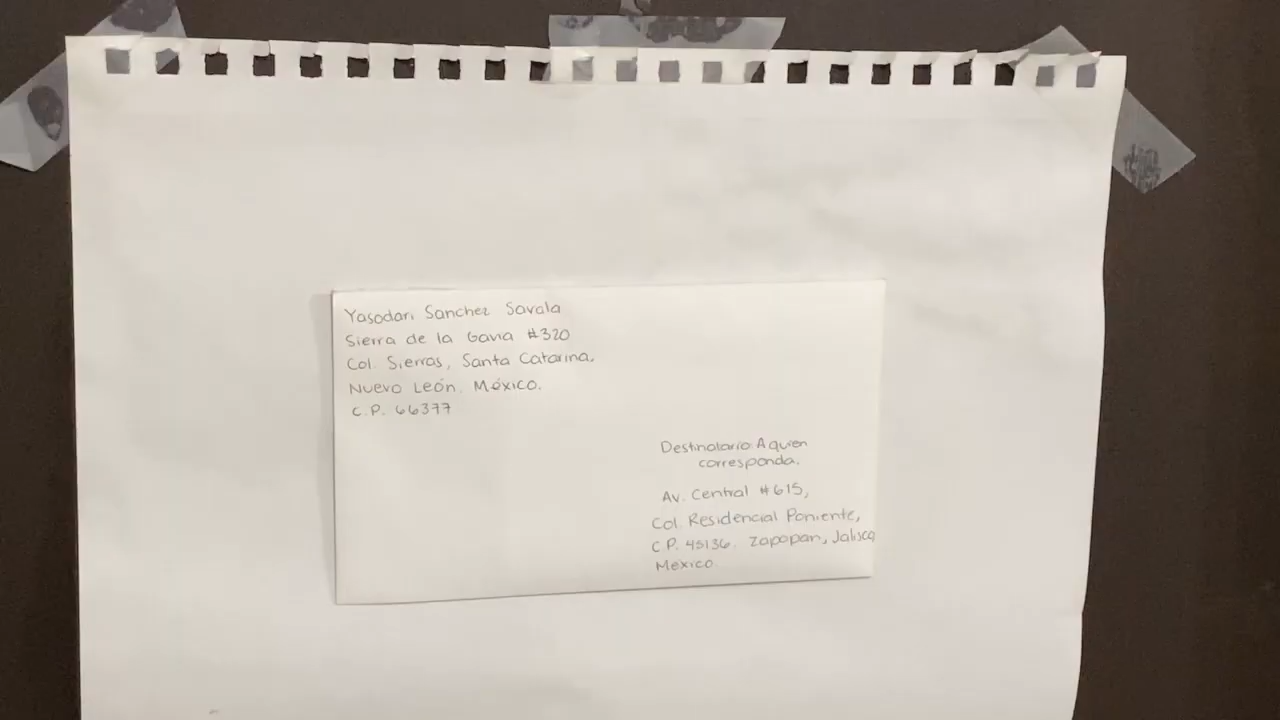 Yasodari Sanchez Savala
Sierra de la Gavia #320
Col. Sierras, Santa Catarina,
Nuevo León. México.
C.P. 66377
Destinatario: A quien
corresponda.
Av. Central #615,
Col. Residencial Poniente,
C.P. 45136. Zapopan, Jalisco,
Mexico.